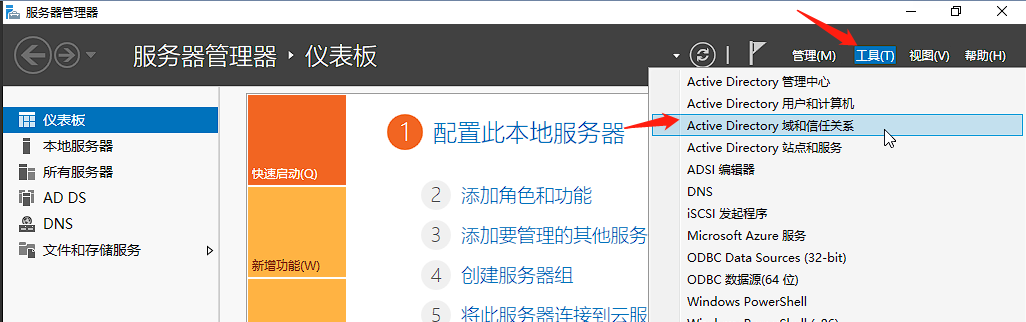 服务器管理器
服务器管理器 · 仪表板
管理(M) 工具(T) 视图(V) 帮助(H)
仪表板
本地服务器
所有服务器
AD DS
DNS
文件和存储服务
快速启动(Q)
新增功能(W)
1 配置此本地服务器
2 添加角色和功能
3 添加要管理的其他服务
4 创建服务器组
5 将此服务器连接到云服
Active Directory 管理中心
Active Directory 用户和计算机
Active Directory 域和信任关系
Active Directory 站点和服务
ADSI 编辑器
DNS
iSCSI 发起程序
Microsoft Azure 服务
ODBC Data Sources (32-bit)
ODBC 数据源(64 位)
Windows PowerShell
Windows PowerShell (x86)